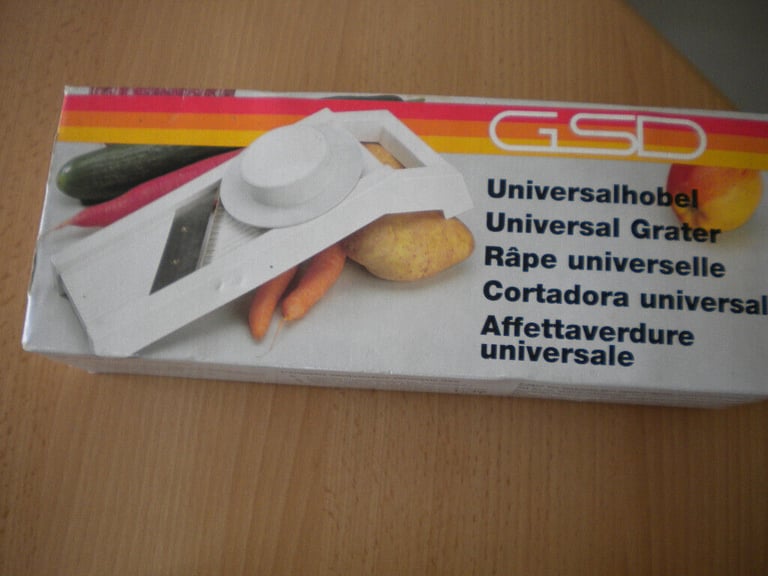 GSD
Universalhobel
Universal Grater
Râpe universelle
Cortadora universal
Affettaverdure
universale